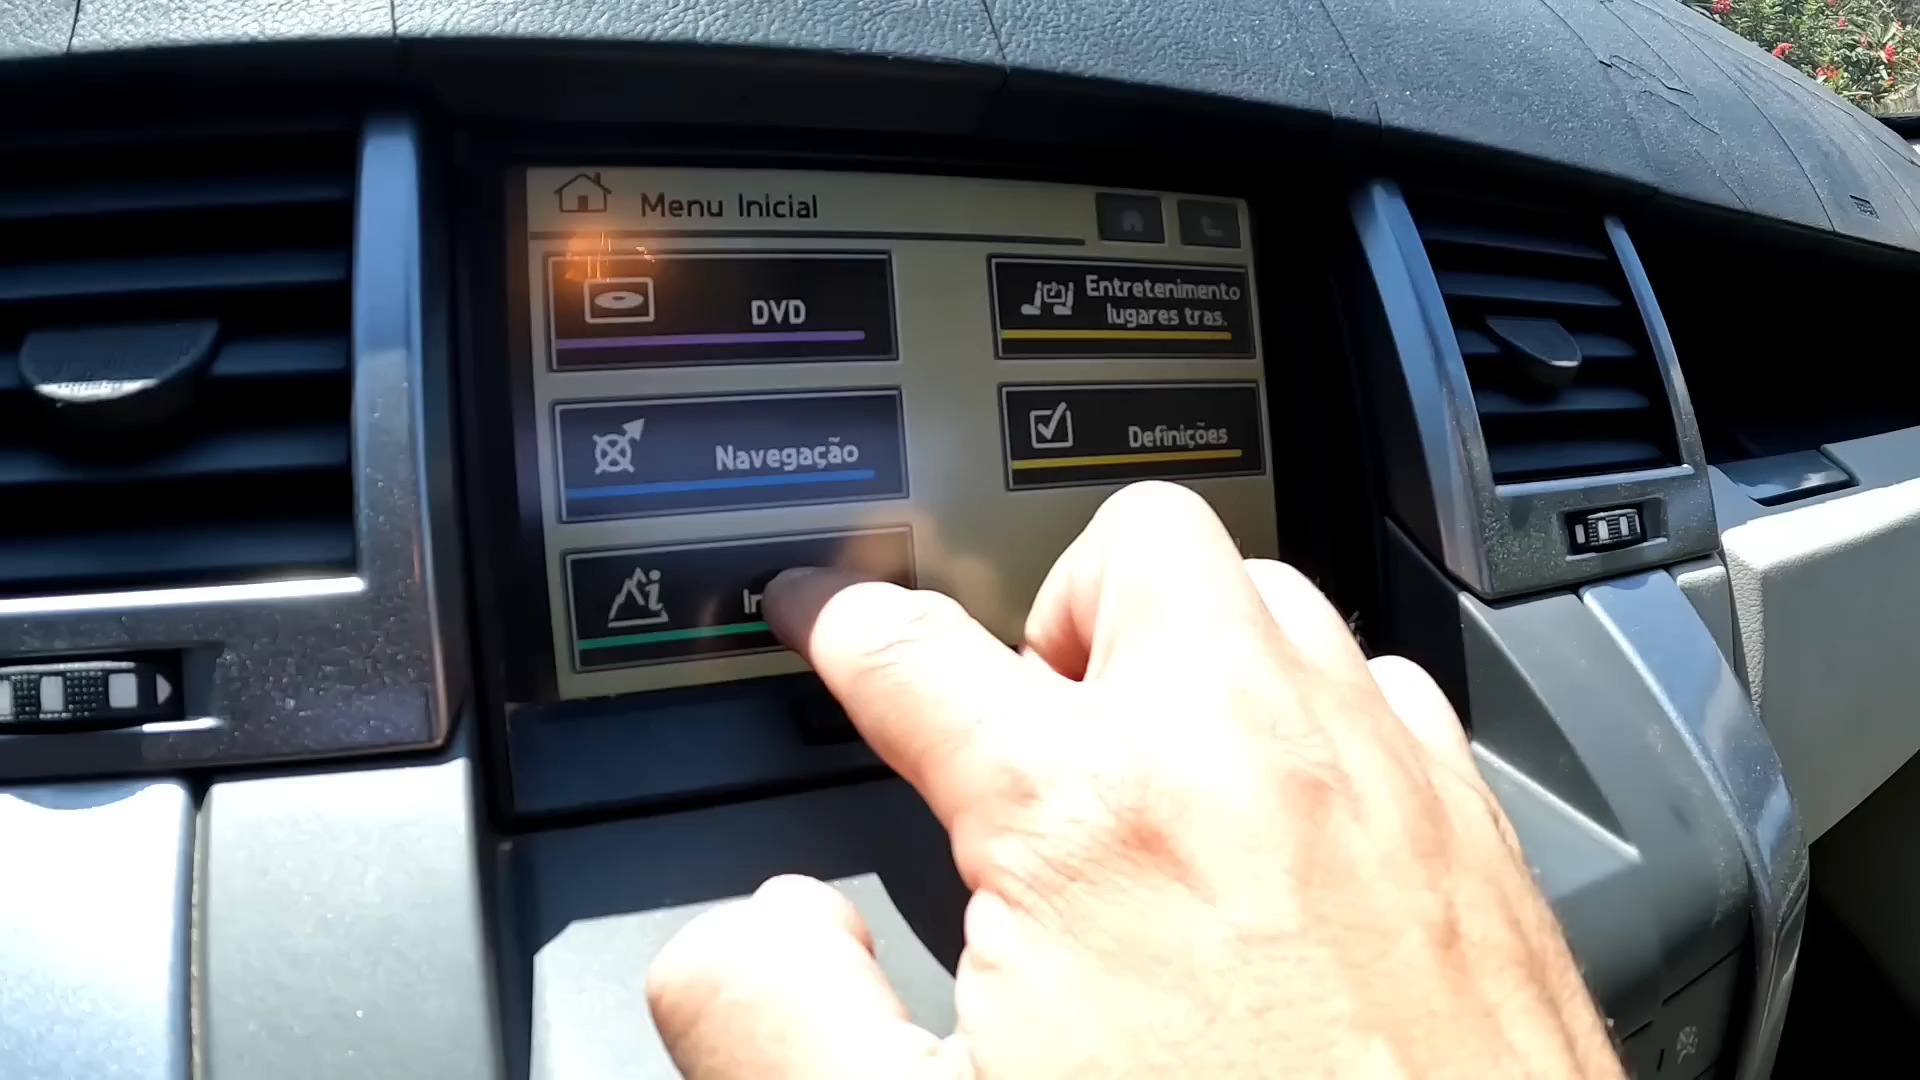 Menu Inicial
DVD
Entretenimento
lugares tras.
Navegação
Definições